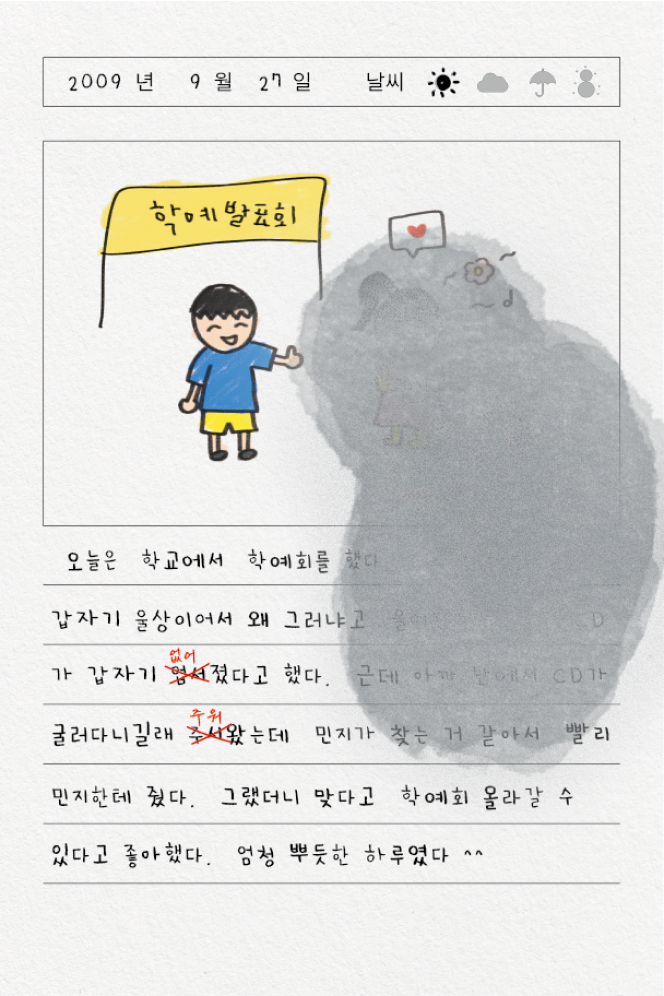 2009 년 9 월 27 일 날씨
학예발표회
오늘은 학교에서 학예회를 했다
갑자기 울상이어서 왜 그러냐고 D
없어
가 갑자기 업서졌다고 했다. 근데 아까 에서 CD가
주워
굴러다니길래 주서왔는데 민지가 찾는 거 같아서 빨리
민지한테 줬다. 그랬더니 맞다고 학예회 올라갈 수
있다고 좋아했다. 엄청 뿌듯한 하루였다 ^^